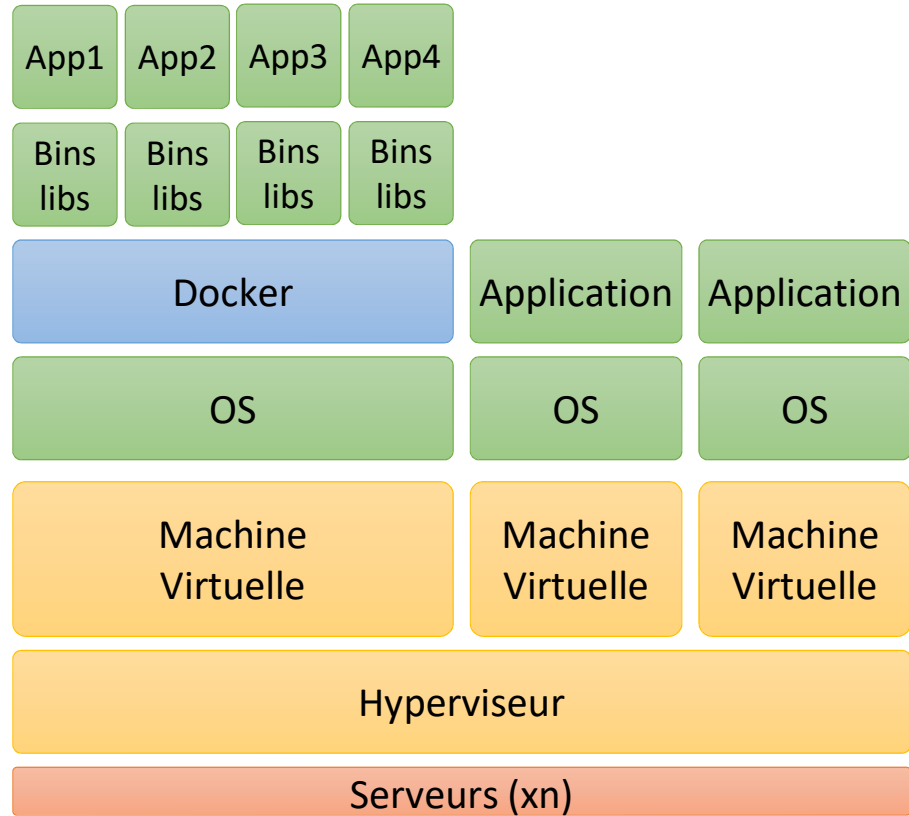 App1 App2 App3 App4
Bins Bins Bins Bins
libs libs libs libs
Docker Application Application
OS OS OS
Machine Machine Machine
Virtuelle Virtuelle Virtuelle
Hyperviseur
Serveurs (xn)